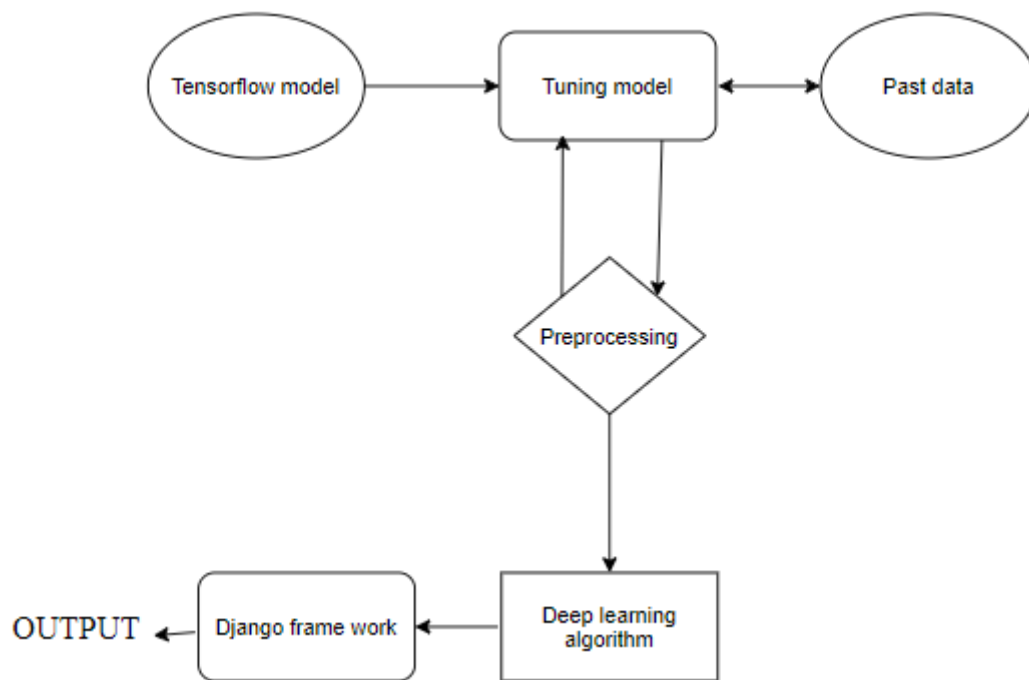 Tensorflow model
Tuning model
Past data
Preprocessing
Deep learning
algorithm
Django frame work
OUTPUT